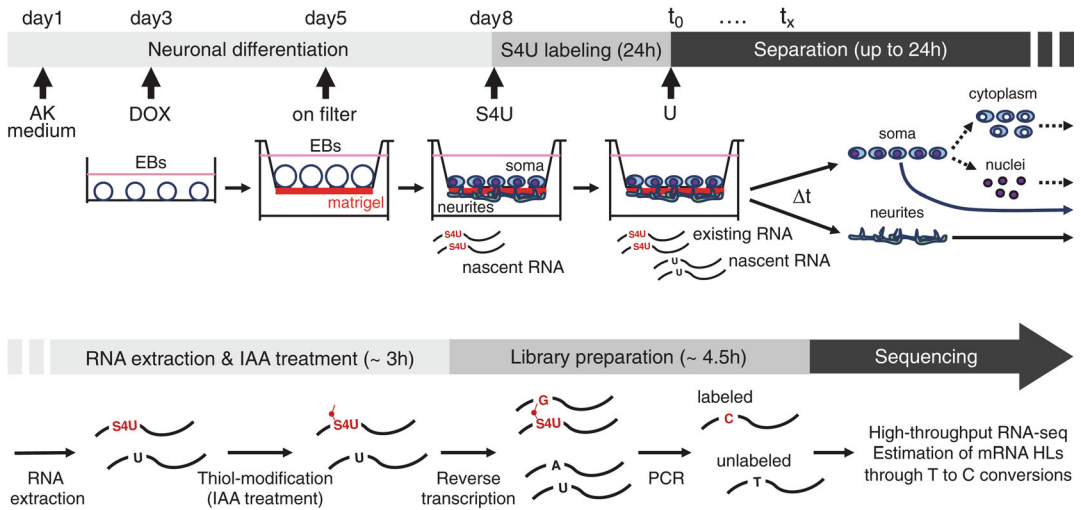 day1 day3 day5 day8 t0 .... tx
Neuronal differentiation S4U labeling (24h) Separation (up to 24h)
AK
medium
DOX
on filter
S4U
U
EBs
EBs
matrigel
soma
neurites
S4U
S4U
nascent RNA
S4U
S4U
existing RNA
U
U
nascent RNA
Δt
soma
neurites
cytoplasm
nuclei
RNA extraction & IAA treatment (~ 3h) Library preparation (~ 4.5h) Sequencing
RNA
extraction
S4U
U
Thiol-modification
(IAA treatment)
S4U
U
Reverse
transcription
G
S4U
A
U
PCR
labeled
C
unlabeled
T
High-throughput RNA-seq
Estimation of mRNA HLs
through T to C conversions